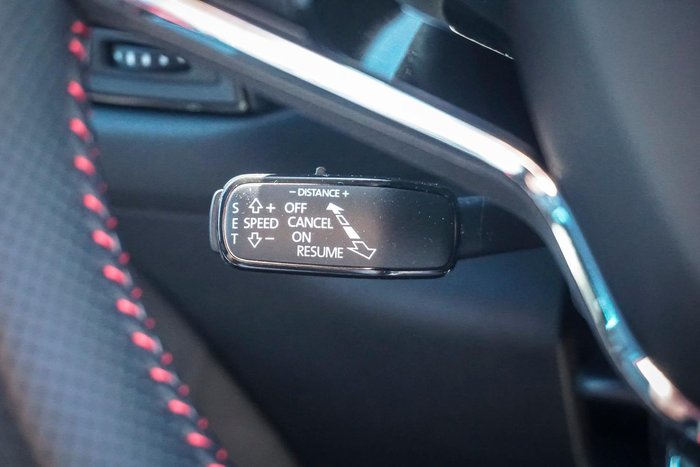 − DISTANCE +
S + OFF
E SPEED CANCEL
T − ON
RESUME